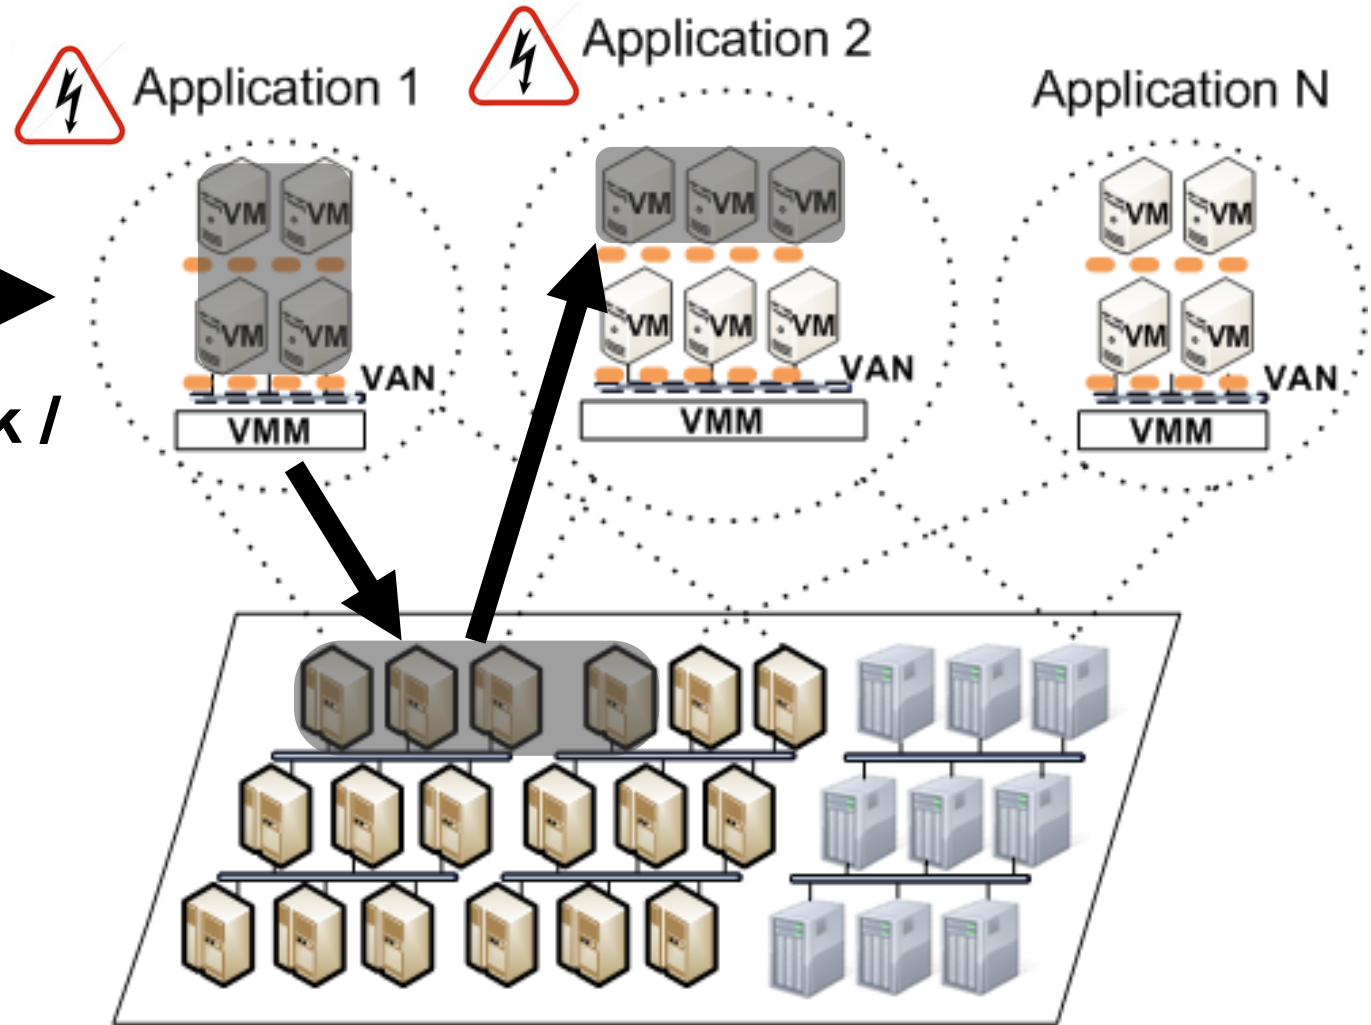 Application 1
Application 2
Application N
VM VM
VM VM
VAN
VMM
VM VM VM
VM VM VM
VAN
VMM
VM VM
VM VM
VAN
VMM
k /